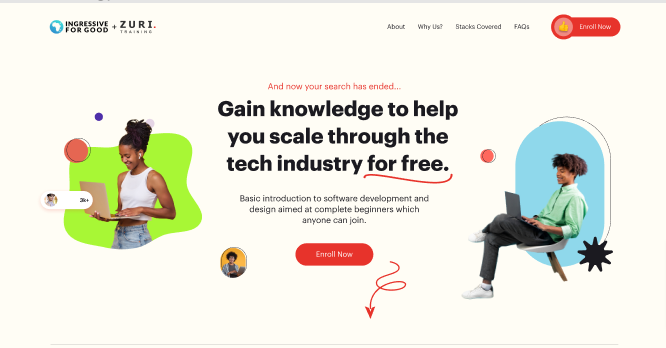 INGRESSIVE
FOR GOOD
+
ZURI.
TRAINING
About
Why Us?
Stacks Covered
FAQs
Enroll Now
And now your search has ended...
Gain knowledge to help
you scale through the
tech industry for free.
3k+
Basic introduction to software development and
design aimed at complete beginners which
anyone can join.
Enroll Now